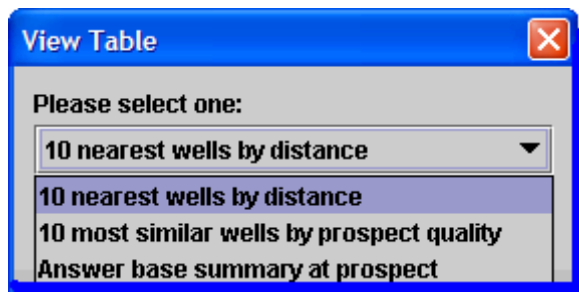 View Table
Please select one:
10 nearest wells by distance
10 nearest wells by distance
10 most similar wells by prospect quality
Answer base summary at prospect